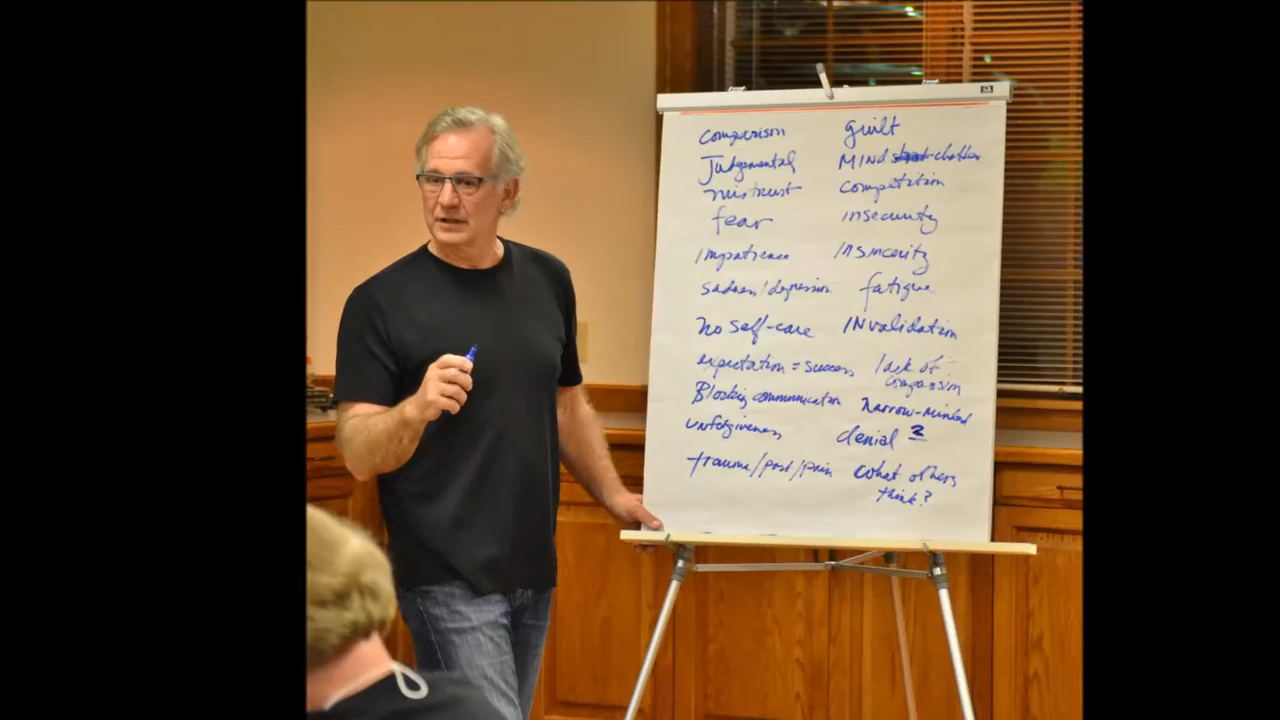 comparison
Judgemental
mistrust
fear
impatience
sadness/depression
no self-care
expectation = success
Blocking communication
unforgiveness
trauma/past/pain
guilt
MINd chatter
competition
insecurity
INsincerity
fatigue
INvalidation
lack of
compassion
Narrow-minded
denial ?
what others
think?